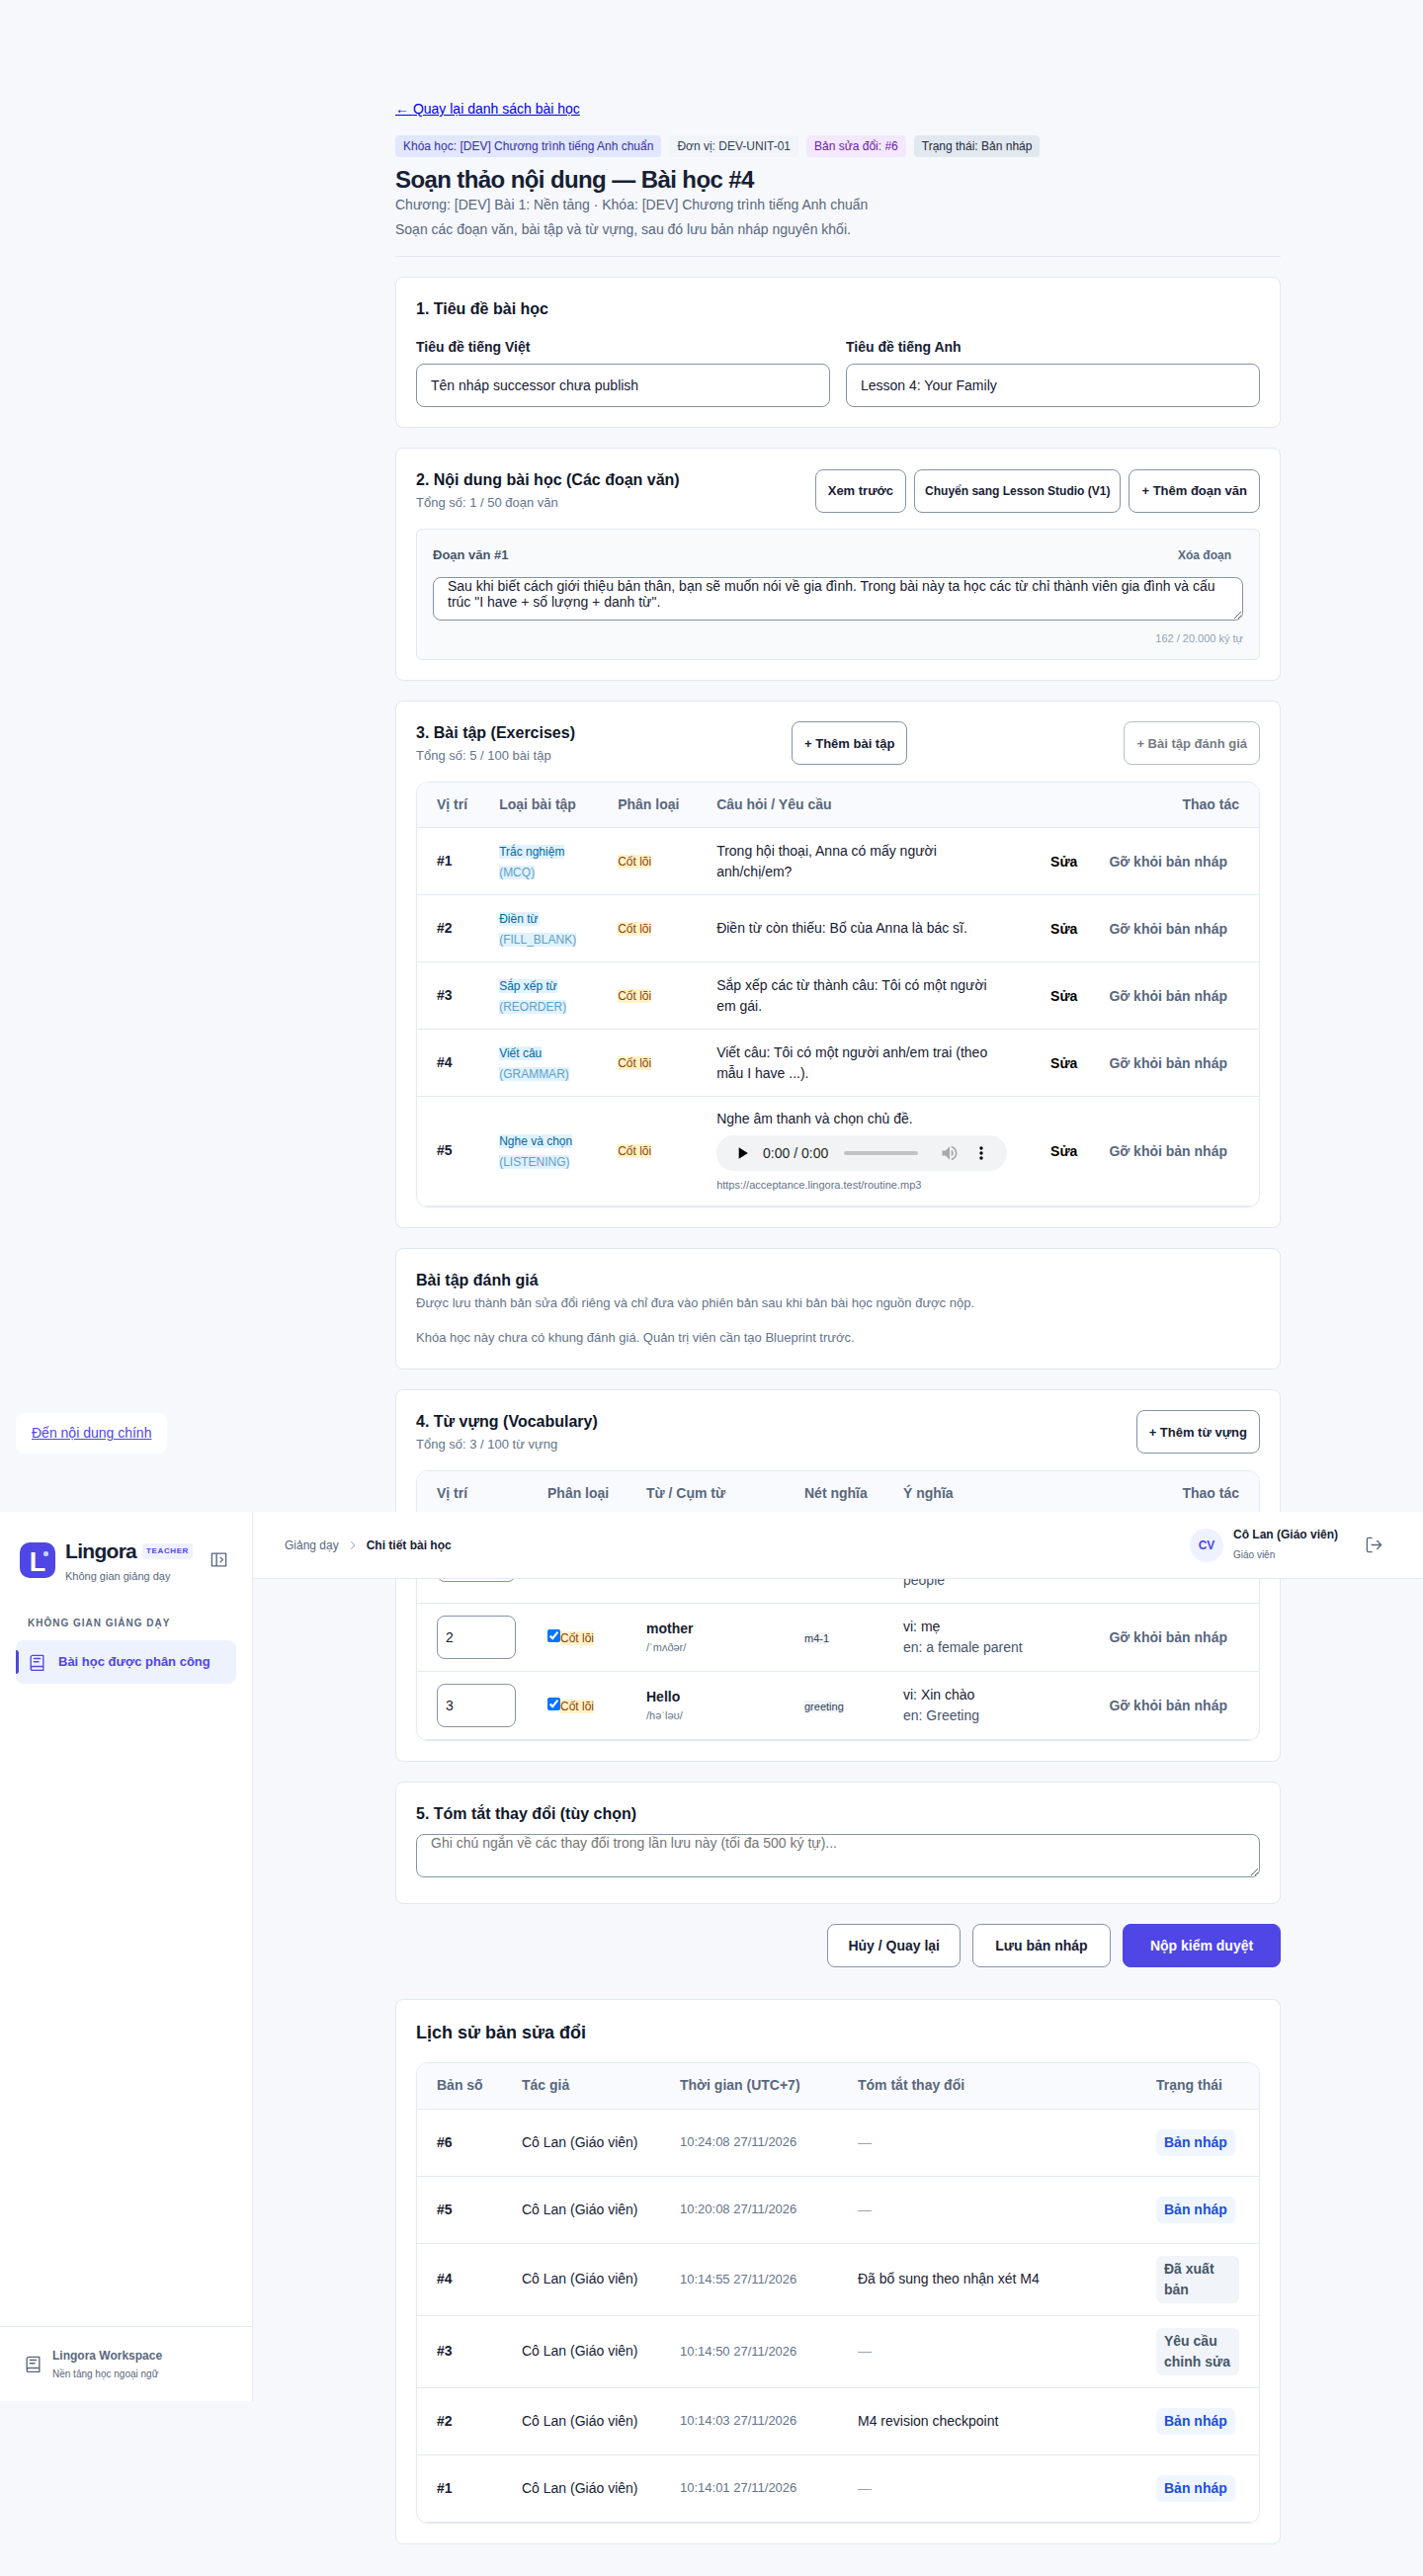 ← Quay lại danh sách bài học
Khóa học: [DEV] Chương trình tiếng Anh chuẩn Đơn vị: DEV-UNIT-01 Bản sửa đổi: #6 Trạng thái: Bản nháp
Soạn thảo nội dung — Bài học #4
Chương: [DEV] Bài 1: Nền tảng · Khóa: [DEV] Chương trình tiếng Anh chuẩn
Soạn các đoạn văn, bài tập và từ vựng, sau đó lưu bản nháp nguyên khối.
1. Tiêu đề bài học
Tiêu đề tiếng Việt Tiêu đề tiếng Anh
Tên nháp successor chưa publish Lesson 4: Your Family
2. Nội dung bài học (Các đoạn văn)
Tổng số: 1 / 50 đoạn văn
Xem trước Chuyển sang Lesson Studio (V1) + Thêm đoạn văn
Đoạn văn #1 Xóa đoạn
Sau khi biết cách giới thiệu bản thân, bạn sẽ muốn nói về gia đình. Trong bài này ta học các từ chỉ thành viên gia đình và cấu
trúc "I have + số lượng + danh từ".
162 / 20.000 ký tự
3. Bài tập (Exercises)
Tổng số: 5 / 100 bài tập
+ Thêm bài tập + Bài tập đánh giá
Vị trí Loại bài tập Phân loại Câu hỏi / Yêu cầu Thao tác
#1 Trắc nghiệm (MCQ) Cốt lõi Trong hội thoại, Anna có mấy người anh/chị/em? Sửa Gỡ khỏi bản nháp
#2 Điền từ (FILL_BLANK) Cốt lõi Điền từ còn thiếu: Bố của Anna là bác sĩ. Sửa Gỡ khỏi bản nháp
#3 Sắp xếp từ (REORDER) Cốt lõi Sắp xếp các từ thành câu: Tôi có một người em gái. Sửa Gỡ khỏi bản nháp
#4 Viết câu (GRAMMAR) Cốt lõi Viết câu: Tôi có một người anh/em trai (theo mẫu I have ...). Sửa Gỡ khỏi bản nháp
#5 Nghe và chọn (LISTENING) Cốt lõi Nghe âm thanh và chọn chủ đề. Sửa Gỡ khỏi bản nháp
0:00 / 0:00
https://acceptance.lingora.test/routine.mp3
Bài tập đánh giá
Được lưu thành bản sửa đổi riêng và chỉ đưa vào phiên bản sau khi bản bài học nguồn được nộp.
Khóa học này chưa có khung đánh giá. Quản trị viên cần tạo Blueprint trước.
4. Từ vựng (Vocabulary)
Tổng số: 3 / 100 từ vựng
+ Thêm từ vựng
Đến nội dung chính
Vị trí Phân loại Từ / Cụm từ Nét nghĩa Ý nghĩa Thao tác
Lingora TEACHER
Không gian giảng dạy
Giảng dạy Chi tiết bài học
CV Cô Lan (Giáo viên)
Giáo viên
people
KHÔNG GIAN GIẢNG DẠY
Bài học được phân công
2 Cốt lõi mother /ˈmʌðər/ m4-1 vi: mẹ
en: a female parent Gỡ khỏi bản nháp
3 Cốt lõi Hello /həˈləʊ/ greeting vi: Xin chào
en: Greeting Gỡ khỏi bản nháp
5. Tóm tắt thay đổi (tùy chọn)
Ghi chú ngắn về các thay đổi trong lần lưu này (tối đa 500 ký tự)...
Hủy / Quay lại Lưu bản nháp Nộp kiểm duyệt
Lịch sử bản sửa đổi
Bản số Tác giả Thời gian (UTC+7) Tóm tắt thay đổi Trạng thái
#6 Cô Lan (Giáo viên) 10:24:08 27/11/2026 — Bản nháp
#5 Cô Lan (Giáo viên) 10:20:08 27/11/2026 — Bản nháp
#4 Cô Lan (Giáo viên) 10:14:55 27/11/2026 Đã bổ sung theo nhận xét M4 Đã xuất bản
#3 Cô Lan (Giáo viên) 10:14:50 27/11/2026 — Yêu cầu chỉnh sửa
#2 Cô Lan (Giáo viên) 10:14:03 27/11/2026 M4 revision checkpoint Bản nháp
#1 Cô Lan (Giáo viên) 10:14:01 27/11/2026 — Bản nháp
Lingora Workspace
Nền tảng học ngoại ngữ